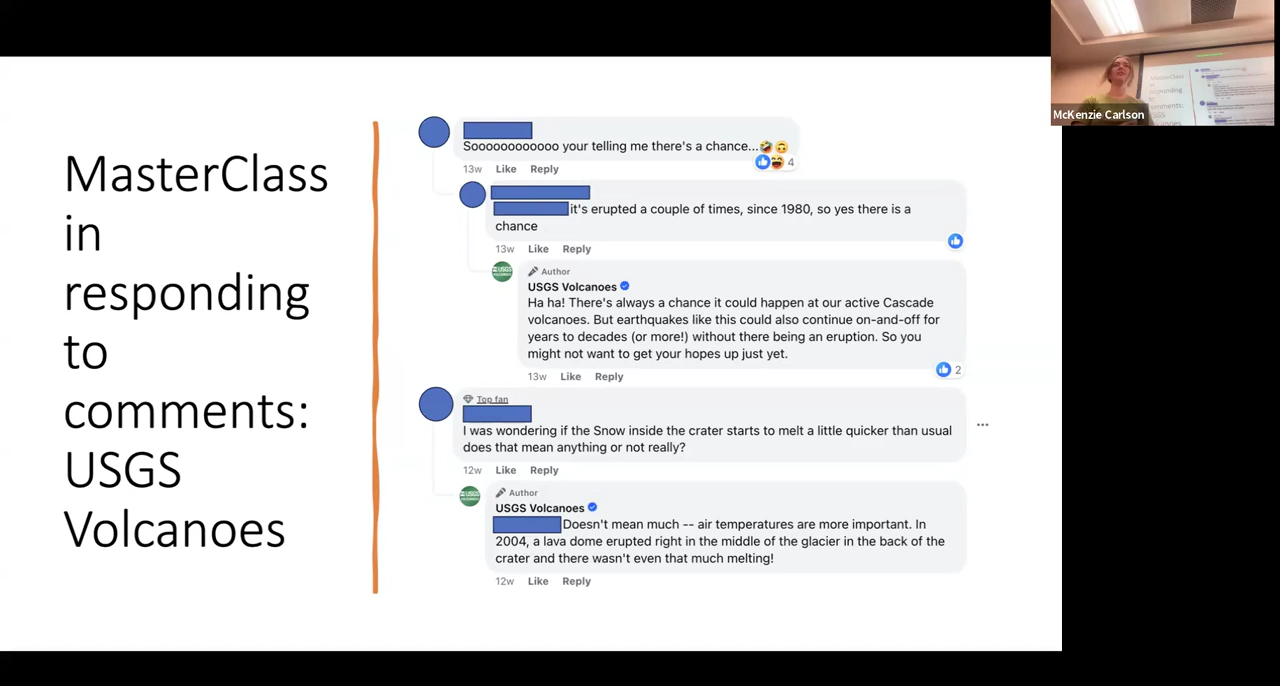 McKenzie Carlson
MasterClass
in
responding
to
comments:
USGS
Volcanoes
Soooooooooooo your telling me there's a chance...🤣🙃
4
13w Like Reply
it's erupted a couple of times, since 1980, so yes there is a
chance
13w Like Reply
Author
USGS Volcanoes
Ha ha! There's always a chance it could happen at our active Cascade
volcanoes. But earthquakes like this could also continue on-and-off for
years to decades (or more!) without there being an eruption. So you
might not want to get your hopes up just yet.
2
13w Like Reply
Top fan
I was wondering if the Snow inside the crater starts to melt a little quicker than usual
does that mean anything or not really?
...
12w Like Reply
Author
USGS Volcanoes
Doesn't mean much -- air temperatures are more important. In
2004, a lava dome erupted right in the middle of the glacier in the back of the
crater and there wasn't even that much melting!
12w Like Reply